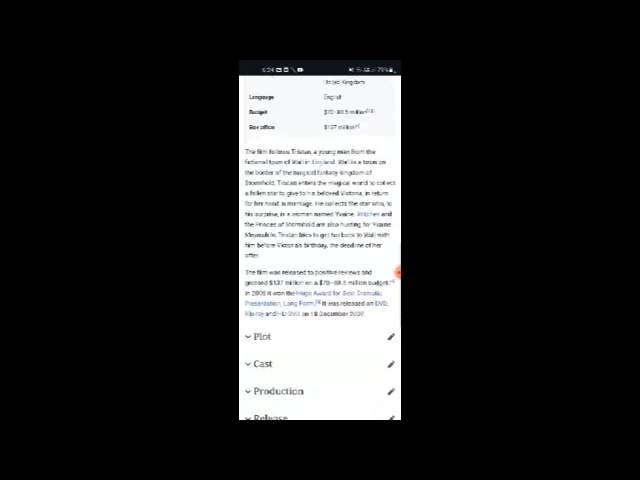 6:24
79%
United Kingdom
Language English
Budget $70–88.5 million
Box office $137 million
The film follows Tristan, a young man from the
fictional town of Wall in England. Wall is a town on
the border of the magical fantasy kingdom of
Stormhold. Tristan enters the magical world to collect
a fallen star to give to his beloved Victoria, in return
for her hand in marriage. He collects the star who, to
his surprise, is a woman named Yvaine. Witches and
the Princes of Stormhold are also hunting for Yvaine
Meanwhile, Tristan tries to get her back to Wall with
him before Victoria's birthday, the deadline of her
offer.
The film was released to positive reviews and
grossed $137 million on a $70–88.5 million budget.
In 2008 it won the Hugo Award for Best Dramatic
Presentation, Long Form. It was released on DVD,
Blu-ray and HD DVD on 18 December 2007.
Plot
Cast
Production
Release